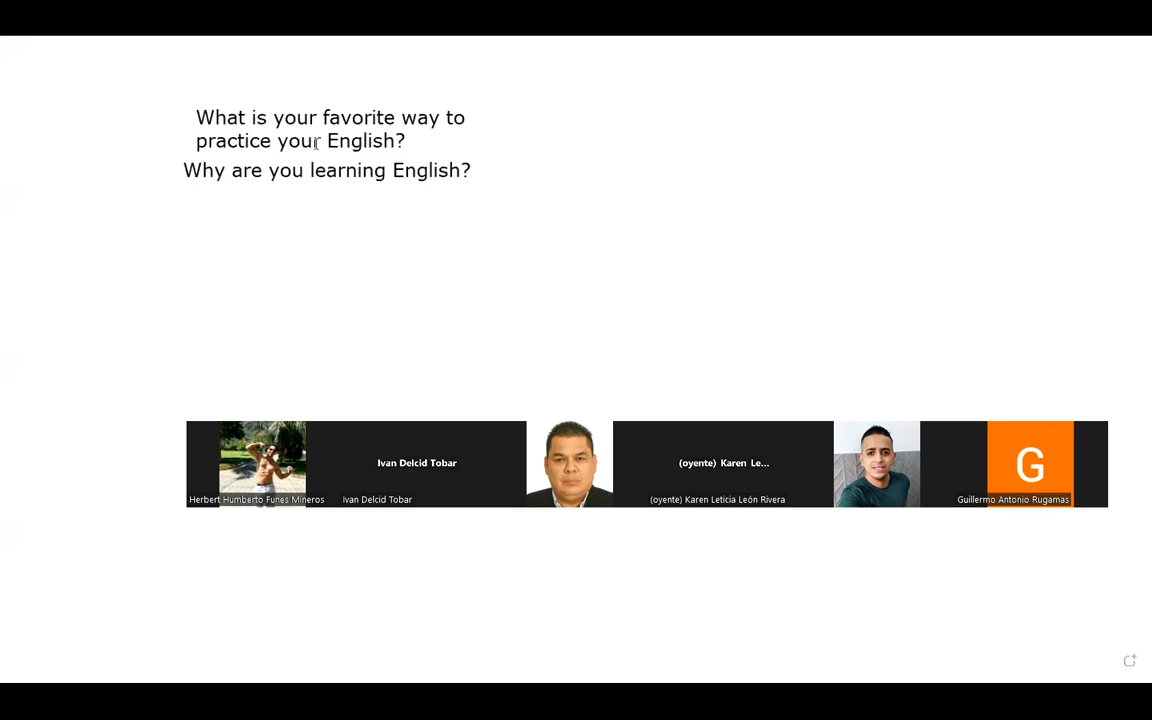 What is your favorite way to
practice your English?
Why are you learning English?
Ivan Delcid Tobar
(oyente) Karen Le...
G
Herbert Humberto Funes Mineros
Ivan Delcid Tobar
(oyente) Karen Leticia León Rivera
Guillermo Antonio Rugamas